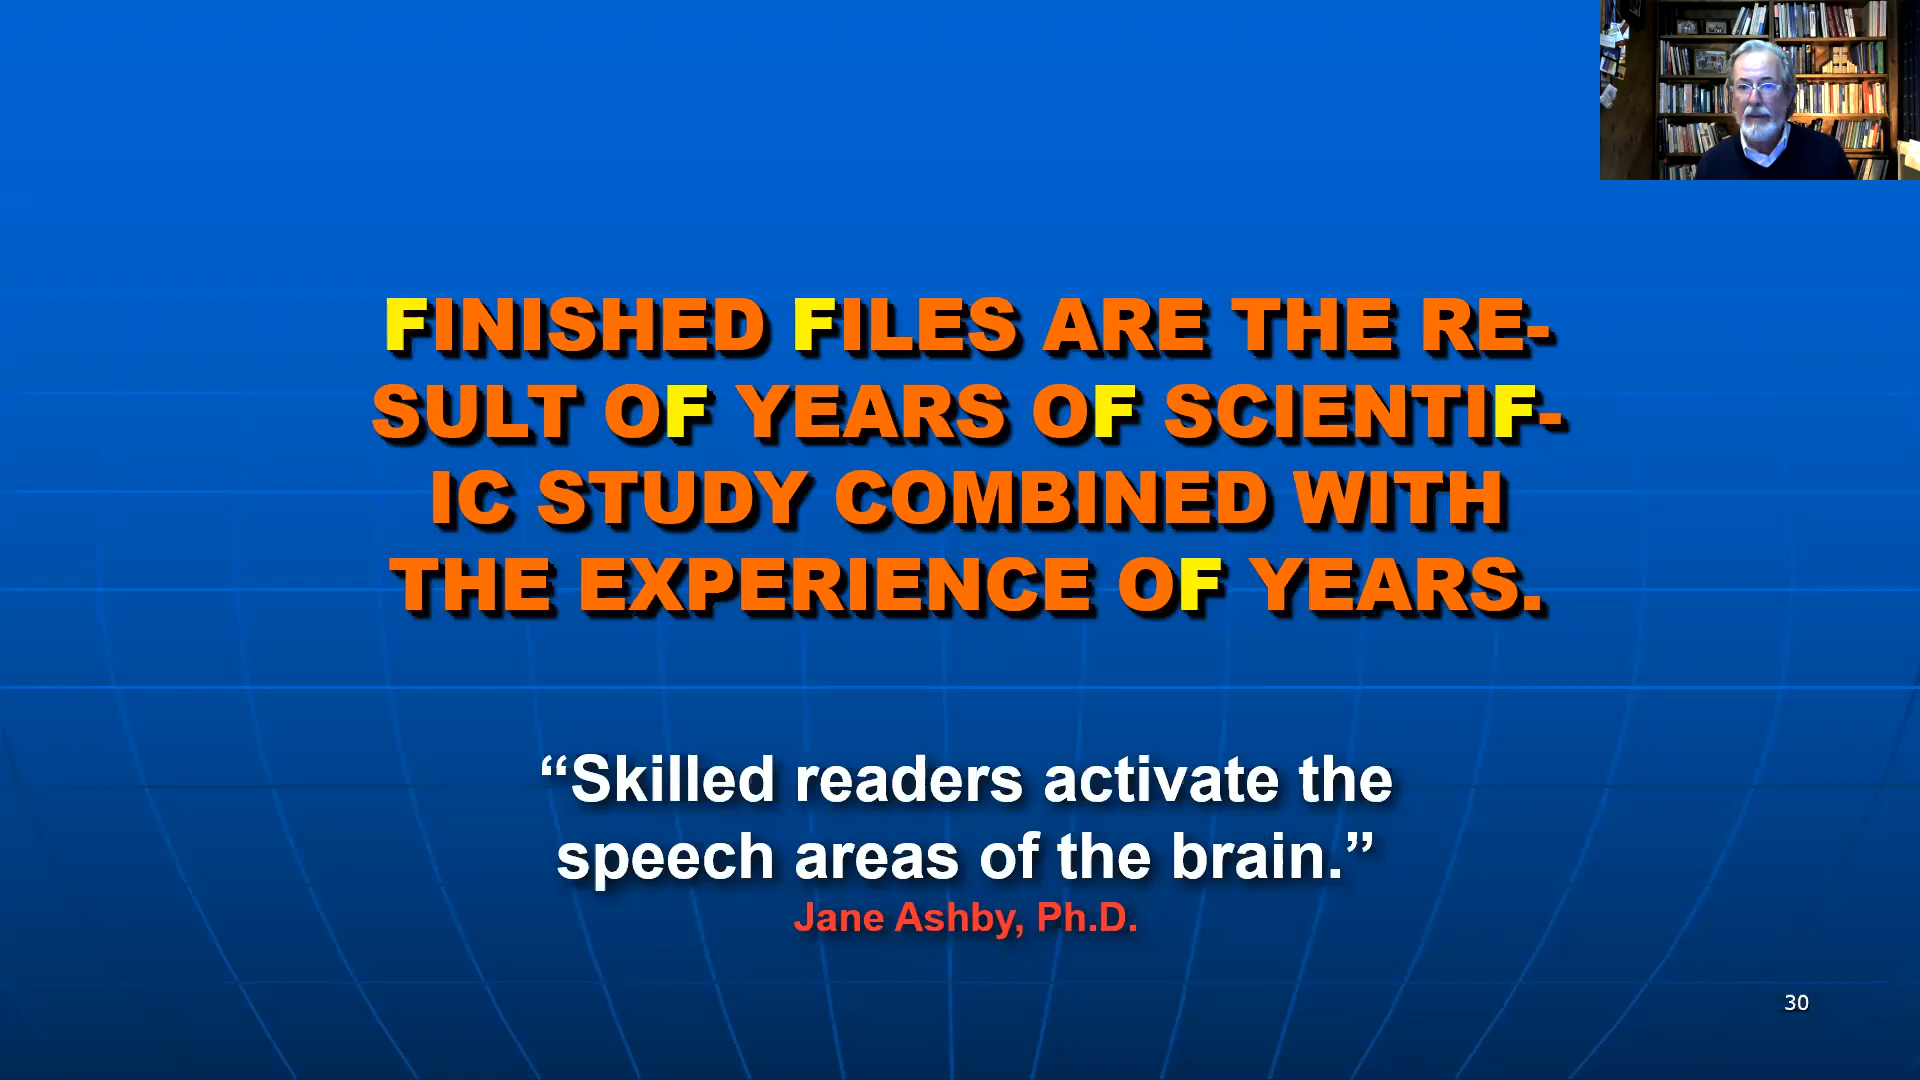 FINISHED FILES ARE THE RE-
SULT OF YEARS OF SCIENTIF-
IC STUDY COMBINED WITH
THE EXPERIENCE OF YEARS.
“Skilled readers activate the
speech areas of the brain.”
Jane Ashby, Ph.D.
30